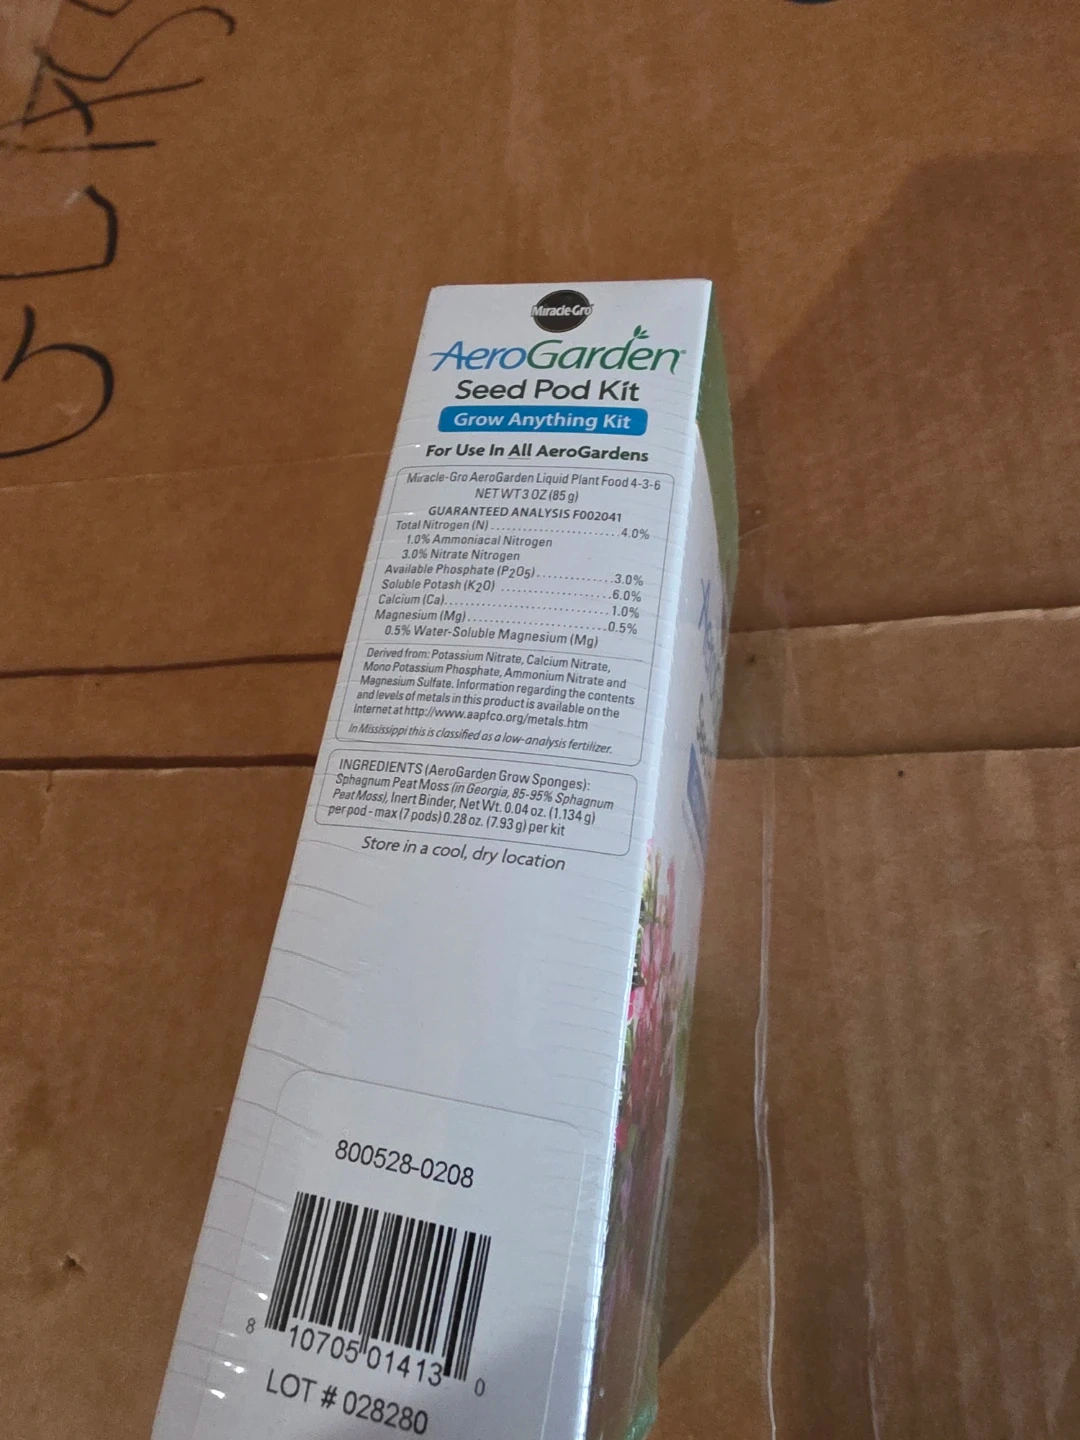 Miracle-Gro
AeroGarden
Seed Pod Kit
Grow Anything Kit
For Use In All AeroGardens
Miracle-Gro AeroGarden Liquid Plant Food 4-3-6
NET WT 3 OZ (85 g)
GUARANTEED ANALYSIS F002041
Total Nitrogen (N)..........................4.0%
1.0% Ammoniacal Nitrogen
3.0% Nitrate Nitrogen
Available Phosphate (P2O5)...............3.0%
Soluble Potash (K2O) ......................6.0%
Calcium (Ca)................................1.0%
Magnesium (Mg)............................0.5%
0.5% Water-Soluble Magnesium (Mg)
Derived from: Potassium Nitrate, Calcium Nitrate,
Mono Potassium Phosphate, Ammonium Nitrate and
Magnesium Sulfate. Information regarding the contents
and levels of metals in this product is available on the
Internet at http://www.aapfco.org/metals.htm
In Mississippi this is classified as a low-analysis fertilizer.
INGREDIENTS (AeroGarden Grow Sponges):
Sphagnum Peat Moss (in Georgia, 85-95% Sphagnum
Peat Moss), Inert Binder, Net Wt. 0.04 oz. (1.134 g)
per pod - max (7 pods) 0.28 oz. (7.93 g) per kit
Store in a cool, dry location
800528-0208
8 10705 01413 0
LOT # 028280